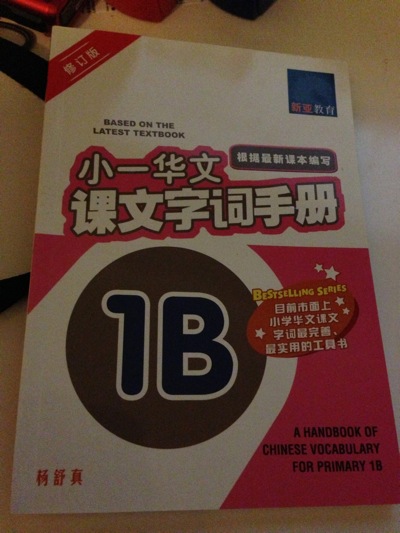 修订版
新亚教育
BASED ON THE
LATEST TEXTBOOK
根据最新课本编写
小一华文
课文字词手册
1B
BESTSELLING SERIES
目前市面上
小学华文课文
字词最完善、
最实用的工具书
A HANDBOOK OF
CHINESE VOCABULARY
FOR PRIMARY 1B
杨舒真